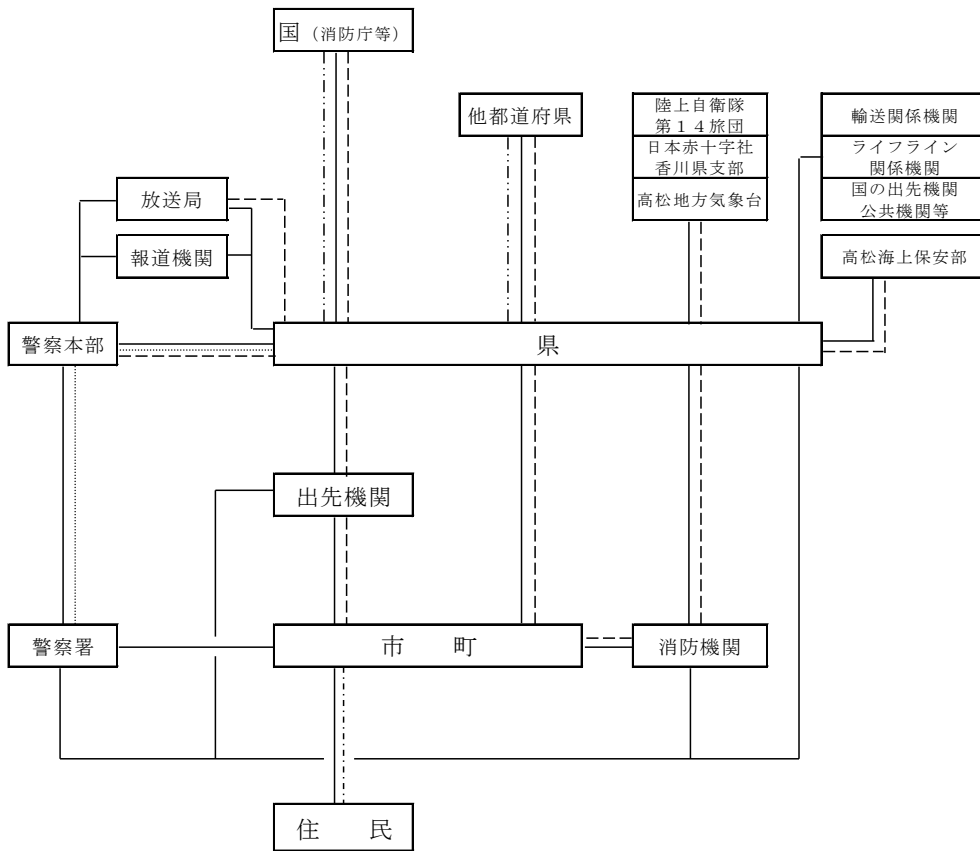 国（消防庁等）
他都道府県
陸上自衛隊
第１４旅団
日本赤十字社
香川県支部
高松地方気象台
輸送関係機関
ライフライン
関係機関
国の出先機関
公共機関等
放送局
報道機関
高松海上保安部
警察本部
県
出先機関
警察署
市　　町
消防機関
住　　民